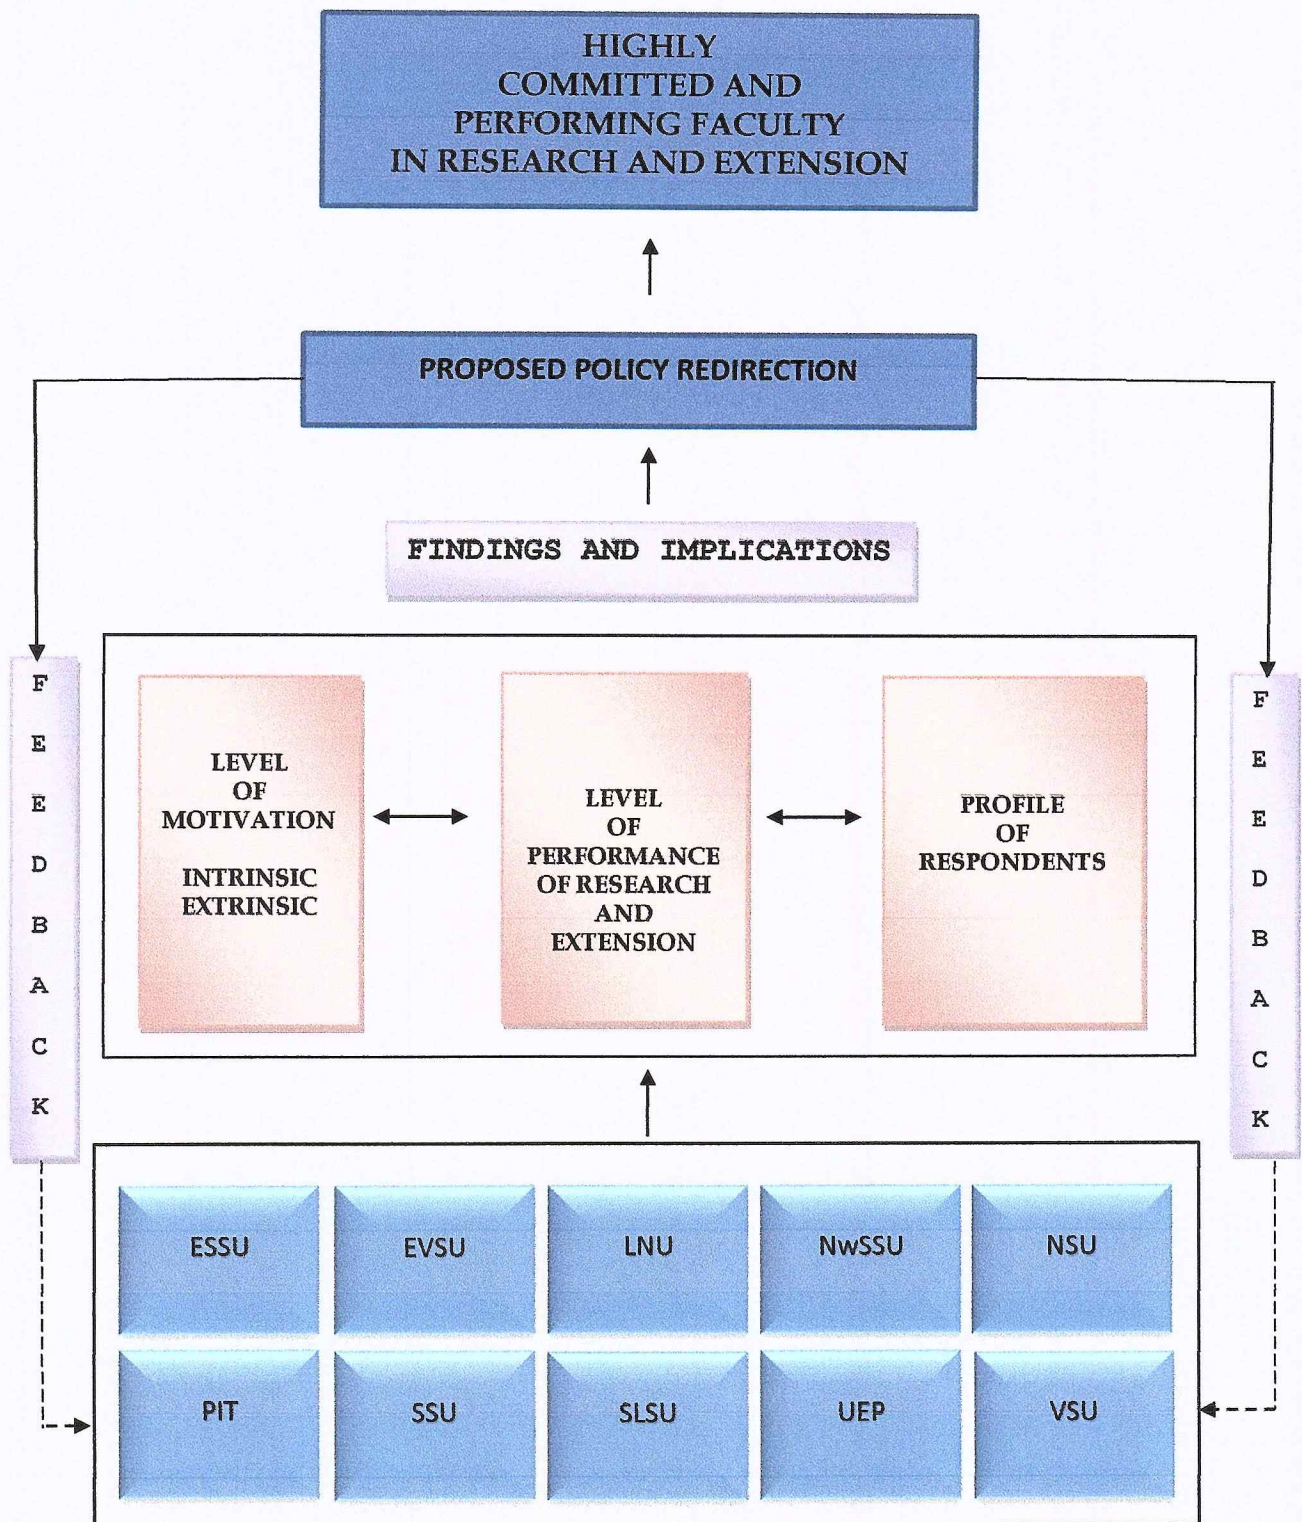 HIGHLY
COMMITTED AND
PERFORMING FACULTY
IN RESEARCH AND EXTENSION
PROPOSED POLICY REDIRECTION
FINDINGS AND IMPLICATIONS
F
E
E
D
B
A
C
K
LEVEL
OF
MOTIVATION
INTRINSIC
EXTRINSIC
LEVEL
OF
PERFORMANCE
OF RESEARCH
AND
EXTENSION
PROFILE
OF
RESPONDENTS
F
E
E
D
B
A
C
K
ESSU
EVSU
LNU
NwSSU
NSU
PIT
SSU
SLSU
UEP
VSU